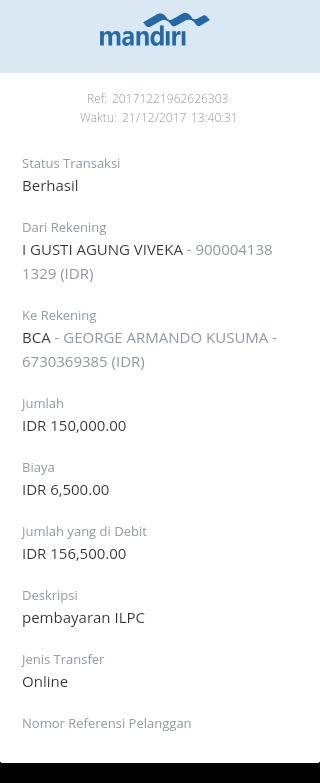 mandiri
Ref: 20171221962626303
Waktu: 21/12/2017 13:40:31
Status Transaksi
Berhasil
Dari Rekening
I GUSTI AGUNG VIVEKA - 900004138
1329 (IDR)
Ke Rekening
BCA - GEORGE ARMANDO KUSUMA -
6730369385 (IDR)
Jumlah
IDR 150,000.00
Biaya
IDR 6,500.00
Jumlah yang di Debit
IDR 156,500.00
Deskripsi
pembayaran ILPC
Jenis Transfer
Online
Nomor Referensi Pelanggan